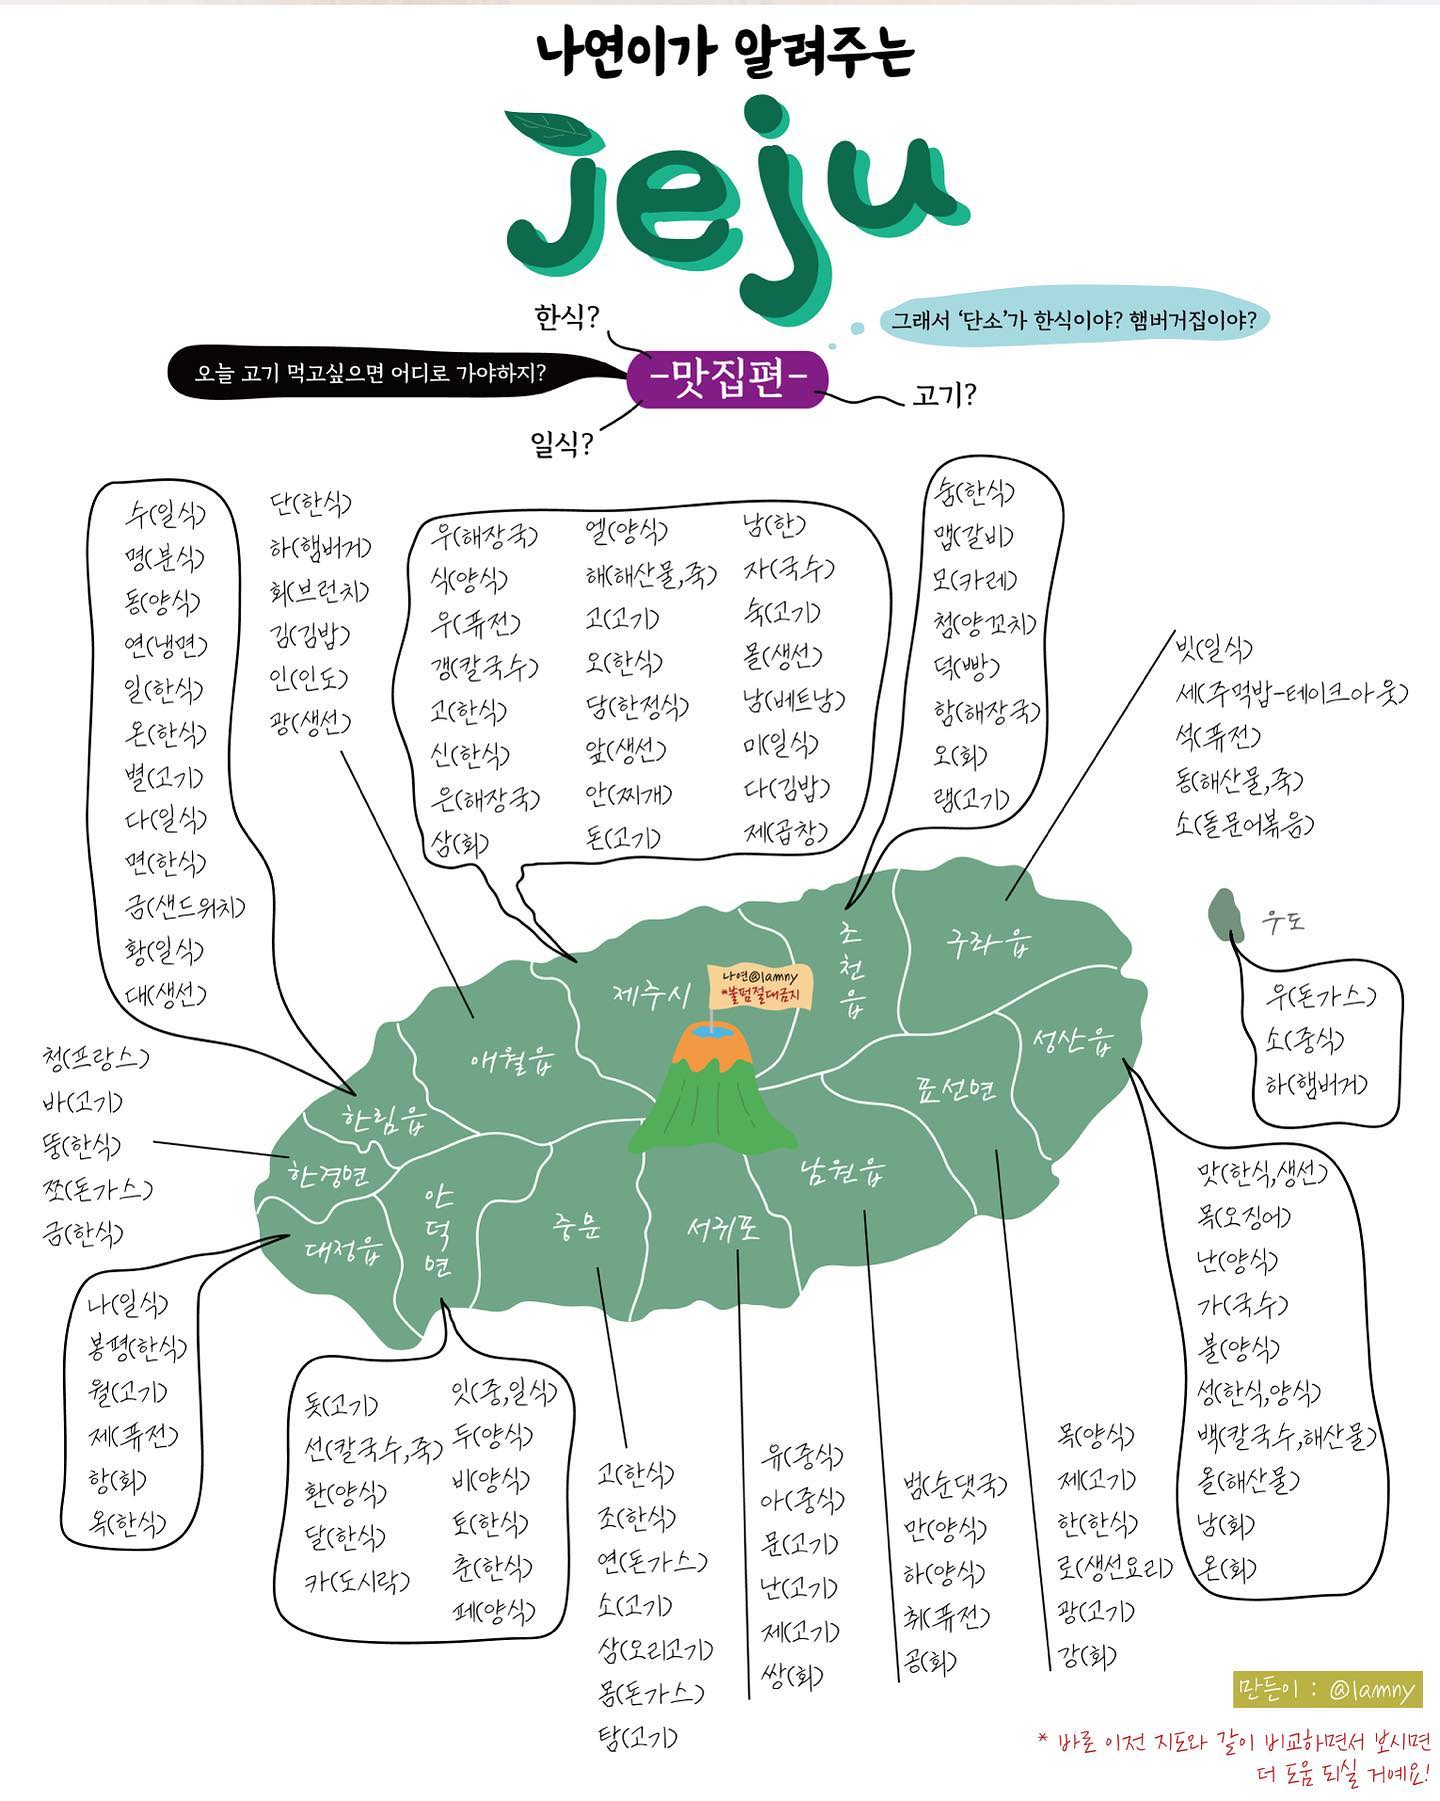 나연이가 알려주는
jeju
한식?
그래서 '단소'가 한식이야? 햄버거집이야?
오늘 고기 먹고싶으면 어디로 가야하지?
-맛집편-
고기?
일식?
수(일식)
명(분식)
동(양식)
연(냉면)
일(한식)
온(한식)
별(고기)
다(일식)
면(한식)
금(샌드위치)
황(일식)
대(생선)
단(한식)
하(햄버거)
회(브런치)
김(김밥)
인(인도)
광(생선)
우(해장국)
식(양식)
우(퓨전)
갱(칼국수)
고(한식)
신(한식)
은(해장국)
삼(회)
엘(양식)
해(해산물,죽)
고(고기)
오(한식)
담(한정식)
앞(생선)
안(찌개)
돈(고기)
남(한)
자(국수)
숙(고기)
몰(생선)
남(베트남)
미(일식)
다(김밥)
제(곱창)
숨(한식)
맵(갈비)
모(카레)
첨(양꼬치)
덕(빵)
함(해장국)
오(회)
램(고기)
빗(일식)
세(주먹밥-테이크아웃)
석(퓨전)
동(해산물,죽)
소(돌문어볶음)
우도
우(돈가스)
소(중식)
하(햄버거)
제주시
나연@1amny
*불펌절대금지
조천읍
구좌읍
성산읍
표선면
애월읍
한림읍
한경면
대정읍
안덕면
중문
서귀포
남원읍
청(프랑스)
바(고기)
뚱(한식)
쪼(돈가스)
금(한식)
나(일식)
봉평(한식)
월(고기)
제(퓨전)
항(회)
옥(한식)
돗(고기)
선(칼국수,죽)
환(양식)
달(한식)
카(도시락)
잇(중,일식)
두(양식)
비(양식)
토(한식)
춘(한식)
페(양식)
고(한식)
조(한식)
연(돈가스)
소(고기)
삼(오리고기)
몸(돈가스)
탐(고기)
유(중식)
아(중식)
문(고기)
난(고기)
제(고기)
쌍(회)
범(순댓국)
만(양식)
하(양식)
취(퓨전)
공(회)
목(양식)
제(고기)
한(한식)
로(생선요리)
광(고기)
강(회)
맛(한식,생선)
목(오징어)
난(양식)
가(국수)
불(양식)
성(한식,양식)
백(칼국수,해산물)
올(해산물)
남(회)
온(회)
만든이 : @1amny
* 바로 이전 지도와 같이 비교하면서 보시면
더 도움 되실 거예요!